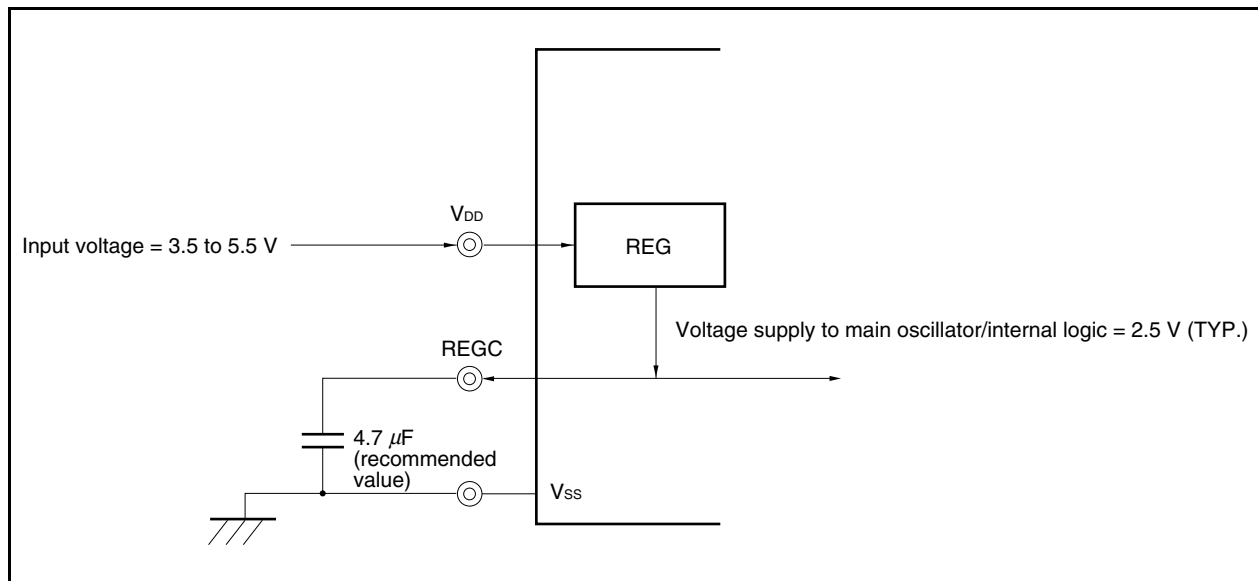 VDD
Input voltage = 3.5 to 5.5 V
REG
Voltage supply to main oscillator/internal logic = 2.5 V (TYP.)
REGC
4.7 μF
(recommended
value)
VSS